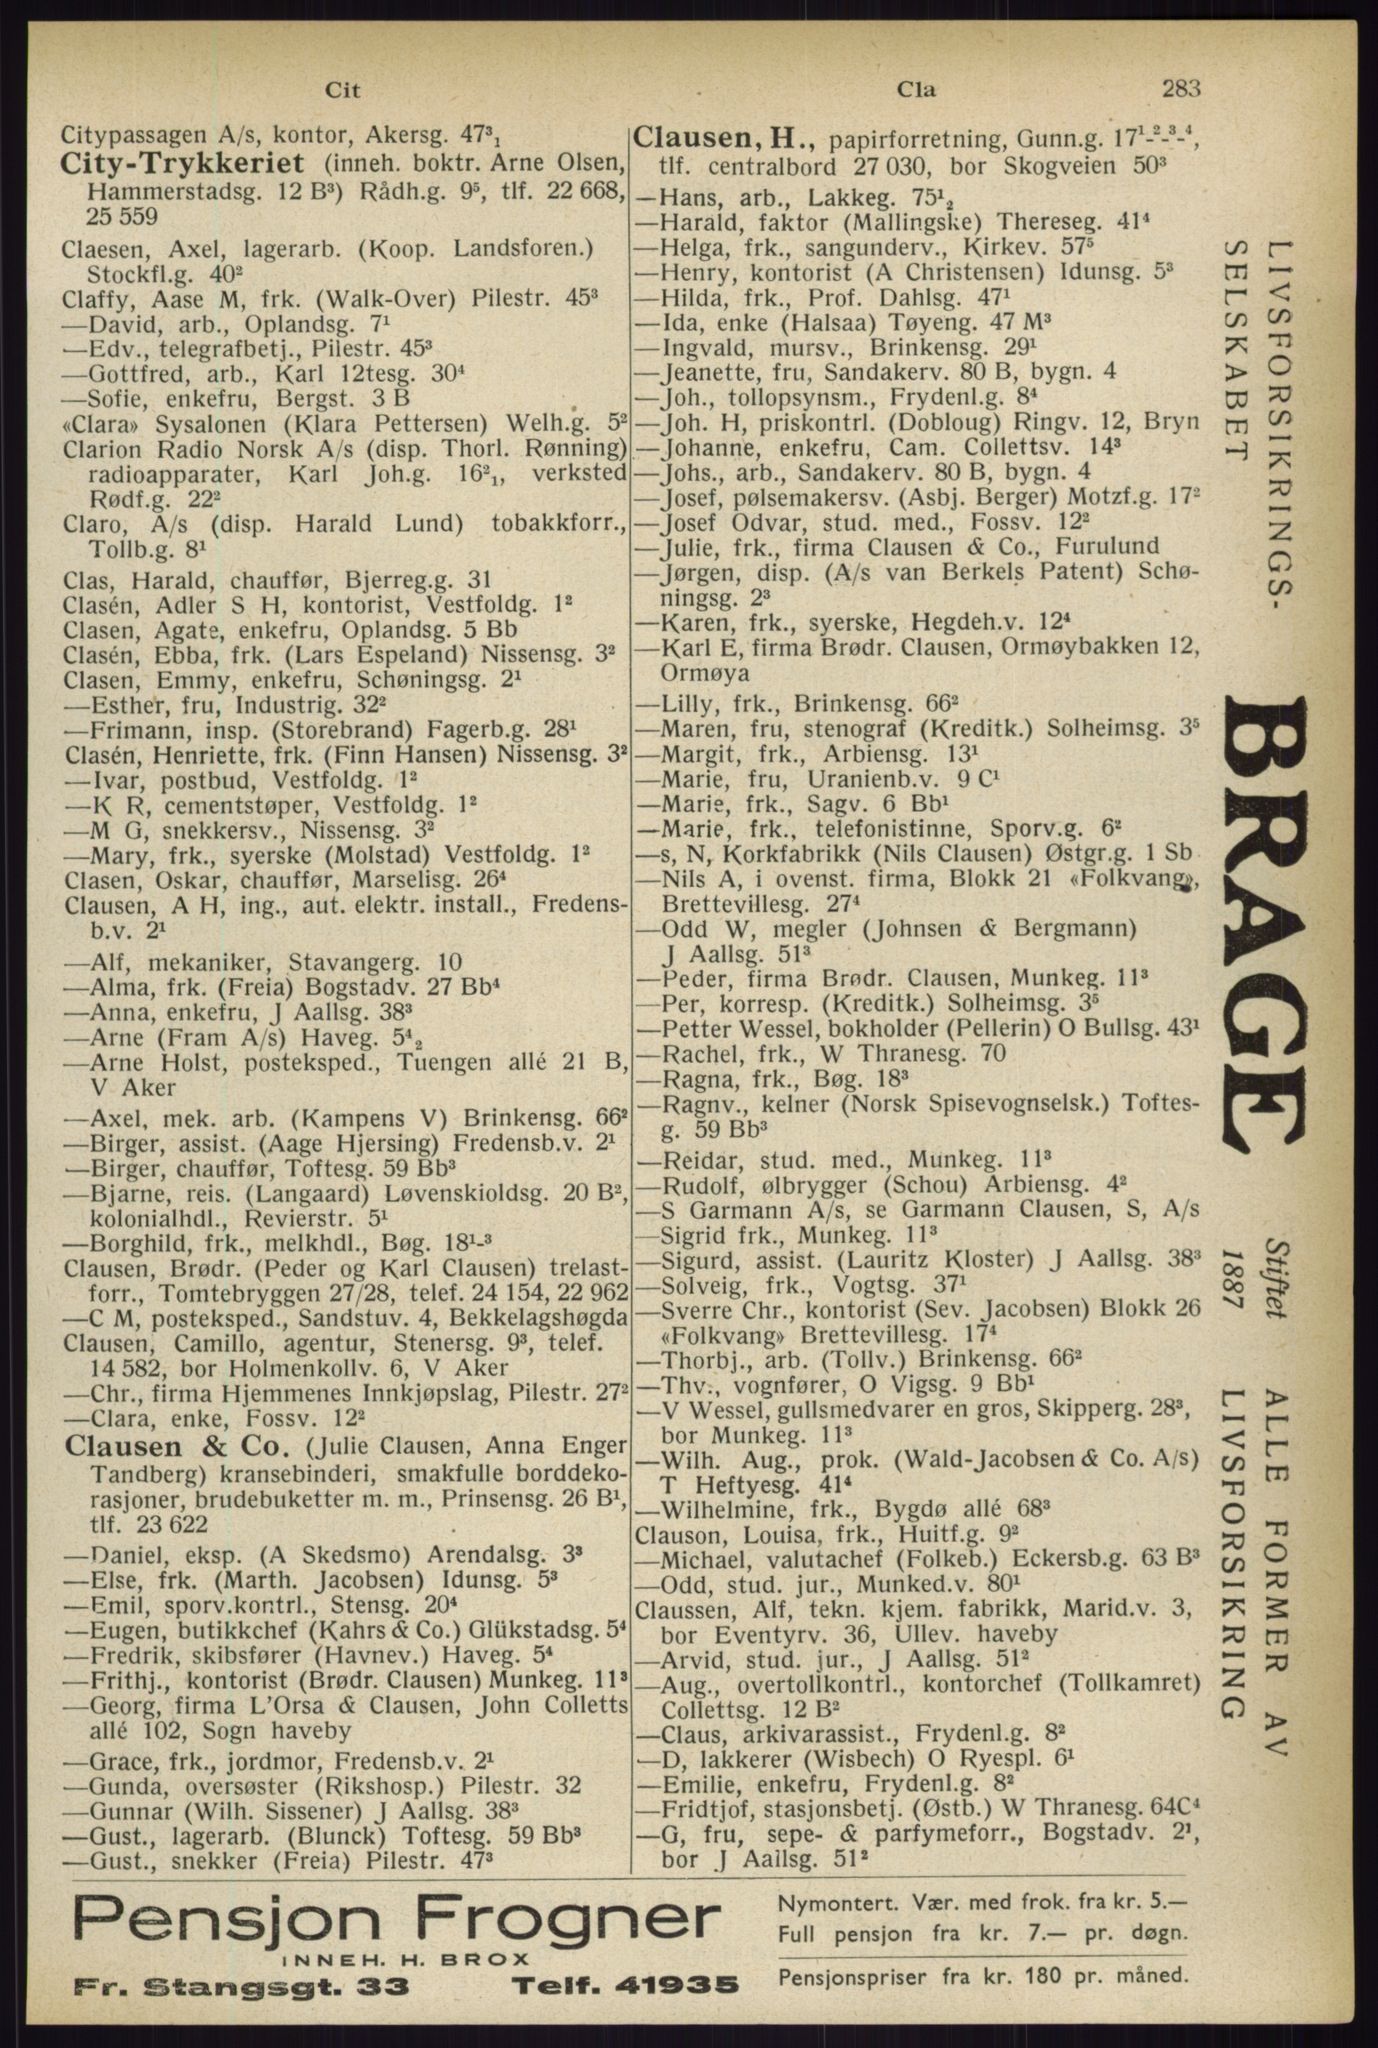 Cit
Cla
283
Citypassagen A/s, kontor, Akersg. 47³₁
City-Trykkeriet (inneh. boktr. Arne Olsen,
Hammerstadsg. 12 B³) Rådh.g. 9⁵, tlf. 22 668,
25 559
Claesen, Axel, lagerarb. (Koop. Landsforen.)
Stockfl.g. 40²
Claffy, Aase M, frk. (Walk-Over) Pilestr. 45³
—David, arb., Oplandsg. 7¹
—Edv., telegrafbetj., Pilestr. 45³
—Gottfred, arb., Karl 12tesg. 30⁴
—Sofie, enkefru, Bergst. 3 B
«Clara» Sysalonen (Klara Pettersen) Welh.g. 5²
Clarion Radio Norsk A/s (disp. Thorl. Rønning)
radioapparater, Karl Joh.g. 16²₁, verksted
Rødf.g. 22²
Claro, A/s (disp. Harald Lund) tobakkforr.,
Tollb.g. 8¹
Clas, Harald, chauffør, Bjerreg.g. 31
Clasén, Adler S H, kontorist, Vestfoldg. 1²
Clasen, Agate, enkefru, Oplandsg. 5 Bb
Clasén, Ebba, frk. (Lars Espeland) Nissensg. 3²
Clasen, Emmy, enkefru, Schøningsg. 2¹
—Esther, fru, Industrig. 32²
—Frimann, insp. (Storebrand) Fagerb.g. 28¹
Clasén, Henriette, frk. (Finn Hansen) Nissensg. 3²
—Ivar, postbud, Vestfoldg. 1²
—K R, cementstøper, Vestfoldg. 1²
—M G, snekkersv., Nissensg. 3²
—Mary, frk., syerske (Molstad) Vestfoldg. 1²
Clasen, Oskar, chauffør, Marselisg. 26⁴
Clausen, A H, ing., aut. elektr. install., Fredens-
b.v. 2¹
—Alf, mekaniker, Stavangerg. 10
—Alma, frk. (Freia) Bogstadv. 27 Bb⁴
—Anna, enkefru, J Aallsg. 38³
—Arne (Fram A/s) Haveg. 5⁴₂
—Arne Holst, posteksped., Tuengen allé 21 B,
V Aker
—Axel, mek. arb. (Kampens V) Brinkensg. 66²
—Birger, assist. (Aage Hjersing) Fredensb.v. 2¹
—Birger, chauffør, Toftesg. 59 Bb³
—Bjarne, reis. (Langaard) Løvenskioldsg. 20 B²,
kolonialhdl., Revierstr. 5¹
—Borghild, frk., melkhdl., Bøg. 18¹-³
Clausen, Brødr. (Peder og Karl Clausen) trelast-
forr., Tomtebryggen 27/28, telef. 24 154, 22 962
—C M, posteksped., Sandstuv. 4, Bekkelagshøgda
Clausen, Camillo, agentur, Stenersg. 9³, telef.
14 582, bor Holmenkollv. 6, V Aker
—Chr., firma Hjemmenes Innkjøpslag, Pilestr. 27²
—Clara, enke, Fossv. 12²
Clausen & Co. (Julie Clausen, Anna Enger
Tandberg) kransebinderi, smakfulle borddeko-
rasjoner, brudebuketter m. m., Prinsensg. 26 B¹,
tlf. 23 622
—Daniel, eksp. (A Skedsmo) Arendalsg. 3³
—Else, frk. (Marth. Jacobsen) Idunsg. 5³
—Emil, sporv.kontrl., Stensg. 20⁴
—Eugen, butikkchef (Kahrs & Co.) Glükstadsg. 5⁴
—Fredrik, skibsfører (Havnev.) Haveg. 5⁴
—Frithj., kontorist (Brødr. Clausen) Munkeg. 11³
—Georg, firma L'Orsa & Clausen, John Colletts
allé 102, Sogn haveby
—Grace, frk., jordmor, Fredensb.v. 2¹
—Gunda, oversøster (Rikshosp.) Pilestr. 32
—Gunnar (Wilh. Sissener) J Aallsg. 38³
—Gust., lagerarb. (Blunck) Toftesg. 59 Bb³
—Gust., snekker (Freia) Pilestr. 47³
Clausen, H., papirforretning, Gunn.g. 17¹-²-³-⁴,
tlf. centralbord 27 030, bor Skogveien 50³
—Hans, arb., Lakkeg. 75¹₂
—Harald, faktor (Mallingske) Thereseg. 41⁴
—Helga, frk., sangunderv., Kirkev. 57⁵
—Henry, kontorist (A Christensen) Idunsg. 5³
—Hilda, frk., Prof. Dahlsg. 47¹
—Ida, enke (Halsaa) Tøyeng. 47 M³
—Ingvald, mursv., Brinkensg. 29¹
—Jeanette, fru, Sandakerv. 80 B, bygn. 4
—Joh., tollopsynsm., Frydenl.g. 8⁴
—Joh. H, priskontrl. (Dobloug) Ringv. 12, Bryn
—Johanne, enkefru, Cam. Collettsv. 14³
—Johs., arb., Sandakerv. 80 B, bygn. 4
—Josef, pølsemakersv. (Asbj. Berger) Motzf.g. 17²
—Josef Odvar, stud. med., Fossv. 12²
—Julie, frk., firma Clausen & Co., Furulund
—Jørgen, disp. (A/s van Berkels Patent) Schø-
ningsg. 2³
—Karen, frk., syerske, Hegdeh.v. 12⁴
—Karl E, firma Brødr. Clausen, Ormøybakken 12,
Ormøya
—Lilly, frk., Brinkensg. 66²
—Maren, fru, stenograf (Kreditk.) Solheimsg. 3⁵
—Margit, frk., Arbiensg. 13¹
—Marie, fru, Uranienb.v. 9 C¹
—Marie, frk., Sagv. 6 Bb¹
—Marie, frk., telefonistinne, Sporv.g. 6²
—s, N, Korkfabrikk (Nils Clausen) Østgr.g. 1 Sb
—Nils A, i ovenst. firma, Blokk 21 «Folkvang»,
Brettevillesg. 27⁴
—Odd W, megler (Johnsen & Bergmann)
J Aallsg. 51³
—Peder, firma Brødr. Clausen, Munkeg. 11³
—Per, korresp. (Kreditk.) Solheimsg. 3⁵
—Petter Wessel, bokholder (Pellerin) O Bullsg. 43¹
—Rachel, frk., W Thranesg. 70
—Ragna, frk., Bøg. 18³
—Ragnv., kelner (Norsk Spisevognselsk.) Toftes-
g. 59 Bb³
—Reidar, stud. med., Munkeg. 11³
—Rudolf, ølbrygger (Schou) Arbiensg. 4²
—S Garmann A/s, se Garmann Clausen, S, A/s
—Sigrid frk., Munkeg. 11³
—Sigurd, assist. (Lauritz Kloster) J Aallsg. 38³
—Solveig, frk., Vogtsg. 37¹
—Sverre Chr., kontorist (Sev. Jacobsen) Blokk 26
«Folkvang» Brettevillesg. 17⁴
—Thorbj., arb. (Tollv.) Brinkensg. 66²
—Thv., vognfører, O Vigsg. 9 Bb¹
—V Wessel, gullsmedvarer en gros, Skipperg. 28³,
bor Munkeg. 11³
—Wilh. Aug., prok. (Wald-Jacobsen & Co. A/s)
T Heftyesg. 41⁴
—Wilhelmine, frk., Bygdø allé 68³
Clauson, Louisa, frk., Huitf.g. 9²
—Michael, valutachef (Folkeb.) Eckersb.g. 63 B³
—Odd, stud. jur., Munked.v. 80¹
Claussen, Alf, tekn. kjem. fabrikk, Marid.v. 3,
bor Eventyrv. 36, Ullev. haveby
—Arvid, stud. jur., J Aallsg. 51²
—Aug., overtollkontrl., kontorchef (Tollkamret)
Collettsg. 12 B²
—Claus, arkivarassist., Frydenl.g. 8²
—D, lakkerer (Wisbech) O Ryespl. 6¹
—Emilie, enkefru, Frydenl.g. 8²
—Fridtjof, stasjonsbetj. (Østb.) W Thranesg. 64C⁴
—G, fru, sepe- & parfymeforr., Bogstadv. 2¹,
bor J Aallsg. 51²
LIVSFORSIKRINGS-
SELSKABET
BRAGE
Stiftet
1887
ALLE FORMER AV
LIVSFORSIKRING
Pensjon Frogner
INNEH. H. BROX
Fr. Stangsgt. 33 Telf. 41935
Nymontert. Vær. med frok. fra kr. 5.—
Full pensjon fra kr. 7.— pr. døgn.
Pensjonspriser fra kr. 180 pr. måned.